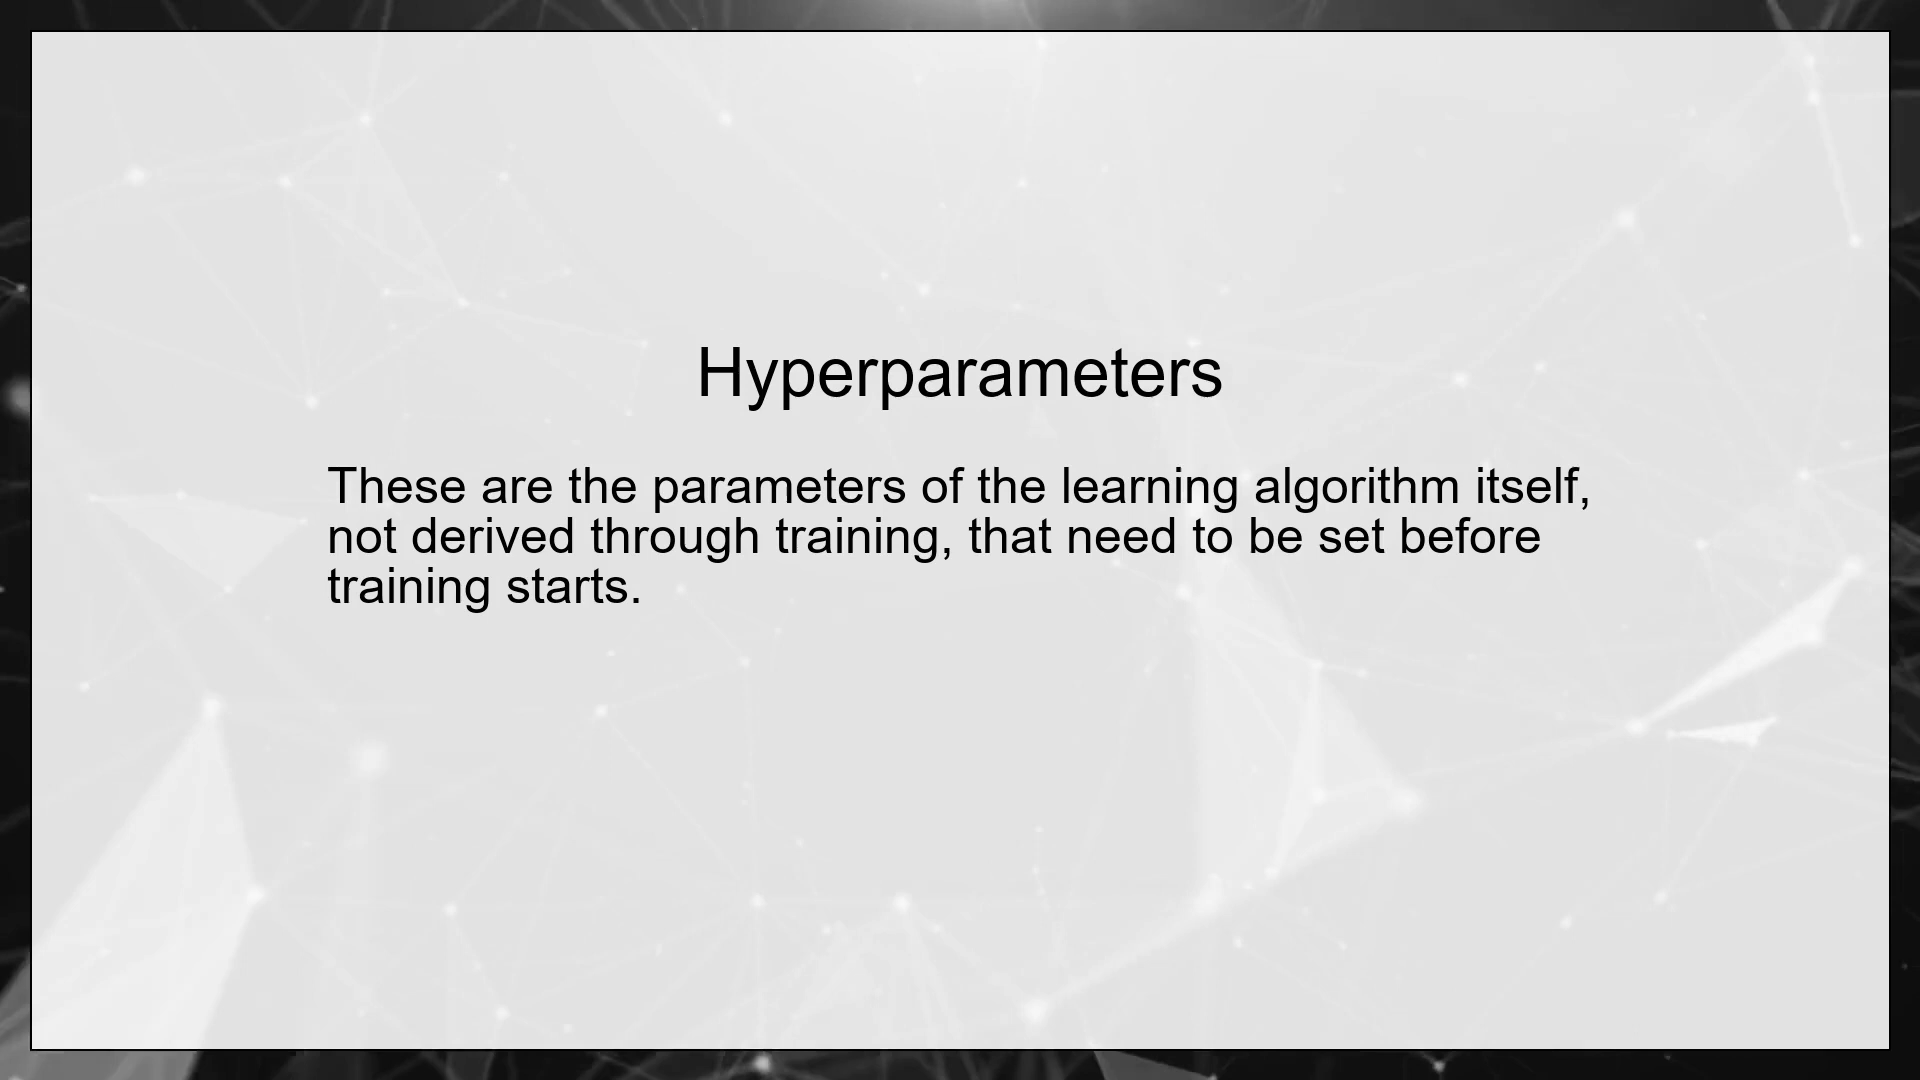 Hyperparameters
These are the parameters of the learning algorithm itself,
not derived through training, that need to be set before
training starts.